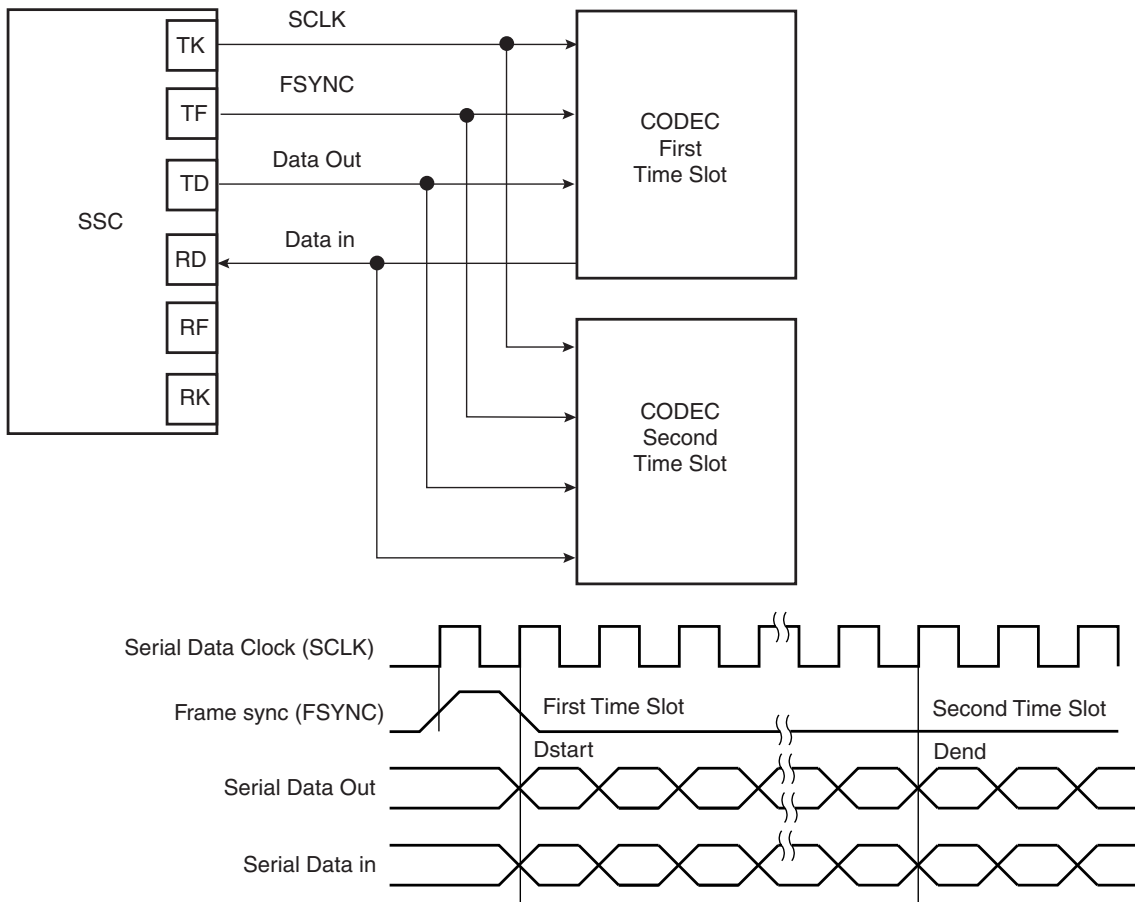 SCLK
TK
FSYNC
TF
CODEC
First
Time Slot
Data Out
TD
SSC
Data in
RD
RF
RK
CODEC
Second
Time Slot
Serial Data Clock (SCLK)
Frame sync (FSYNC)
First Time Slot
Second Time Slot
Dstart
Dend
Serial Data Out
Serial Data in